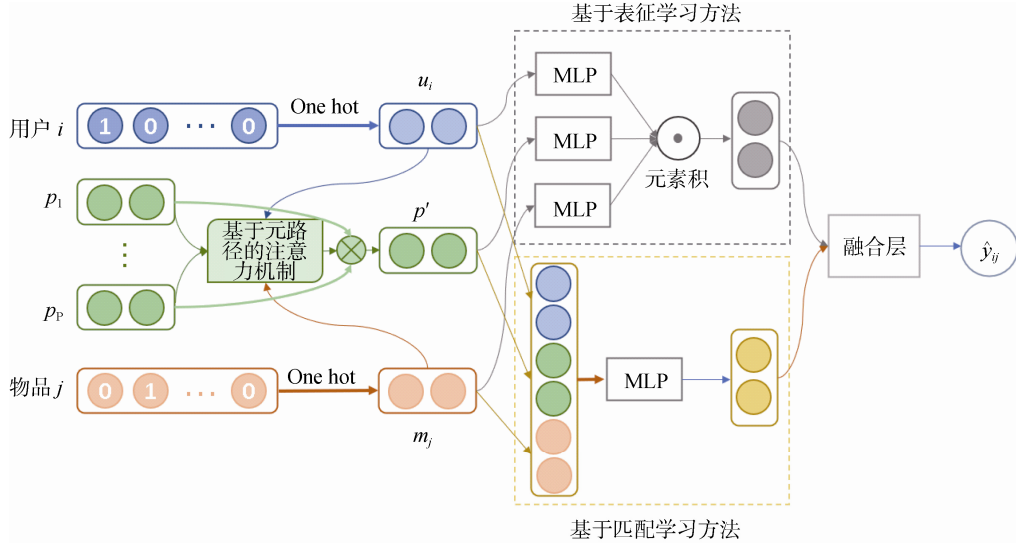 基于表征学习方法
用户 i
1 0 ··· 0
One hot
u_i
MLP
MLP
MLP
元素积
p_1
⋮
p_P
基于元路
径的注意
力机制
p′
物品 j
0 1 ··· 0
One hot
m_j
MLP
融合层
ŷ_ij
基于匹配学习方法